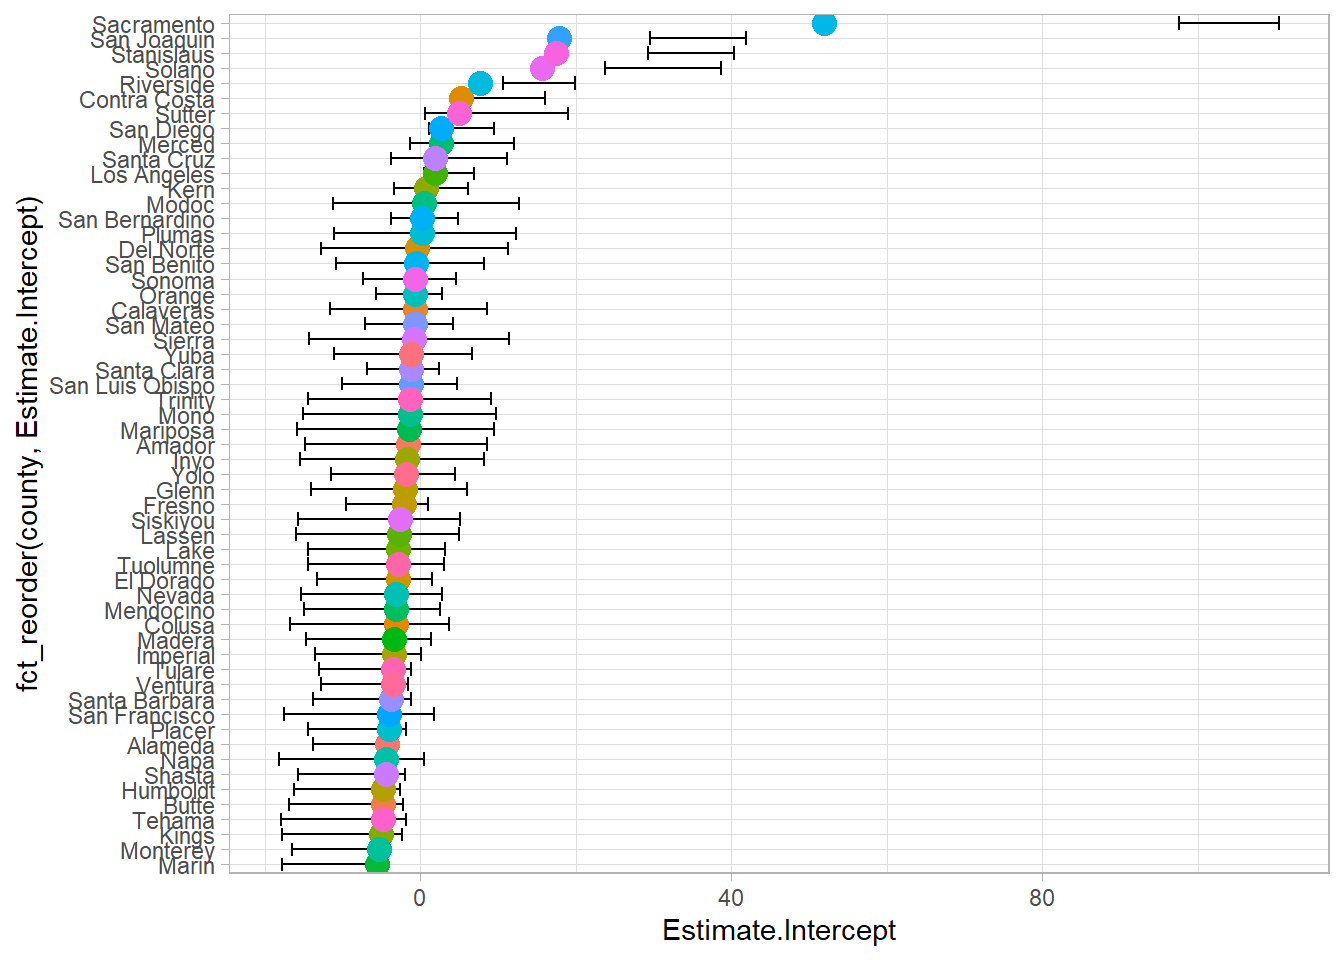 Sacramento
San Joaquin
Stanislaus
Solano
Riverside
Contra Costa
Sutter
San Diego
Merced
Santa Cruz
Los Angeles
Kern
Modoc
San Bernardino
Plumas
Del Norte
San Benito
Sonoma
Orange
Calaveras
San Mateo
Sierra
Yuba
Santa Clara
San Luis Obispo
Trinity
Mono
Mariposa
Amador
Inyo
Yolo
Glenn
Fresno
Siskiyou
Lassen
Lake
Tuolumne
El Dorado
Nevada
Mendocino
Colusa
Madera
Imperial
Tulare
Ventura
Santa Barbara
San Francisco
Placer
Alameda
Napa
Shasta
Humboldt
Butte
Tehama
Kings
Monterey
Marin
fct_reorder(county, Estimate.Intercept)
0 40 80
Estimate.Intercept